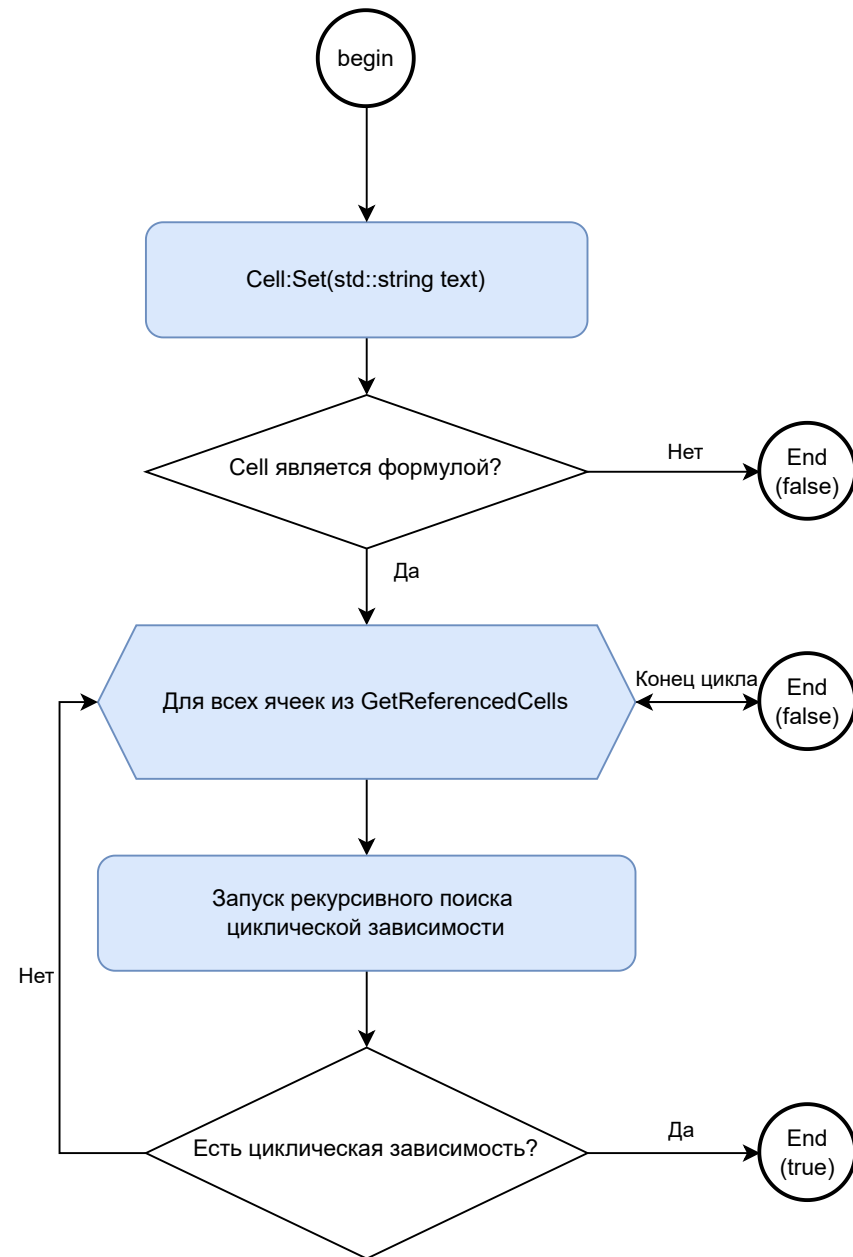 begin
Cell:Set(std::string text)
Cell является формулой?
Нет
End
(false)
Да
Для всех ячеек из GetReferencedCells
Конец цикла
End
(false)
Запуск рекурсивного поиска
циклической зависимости
Нет
Есть циклическая зависимость?
Да
End
(true)